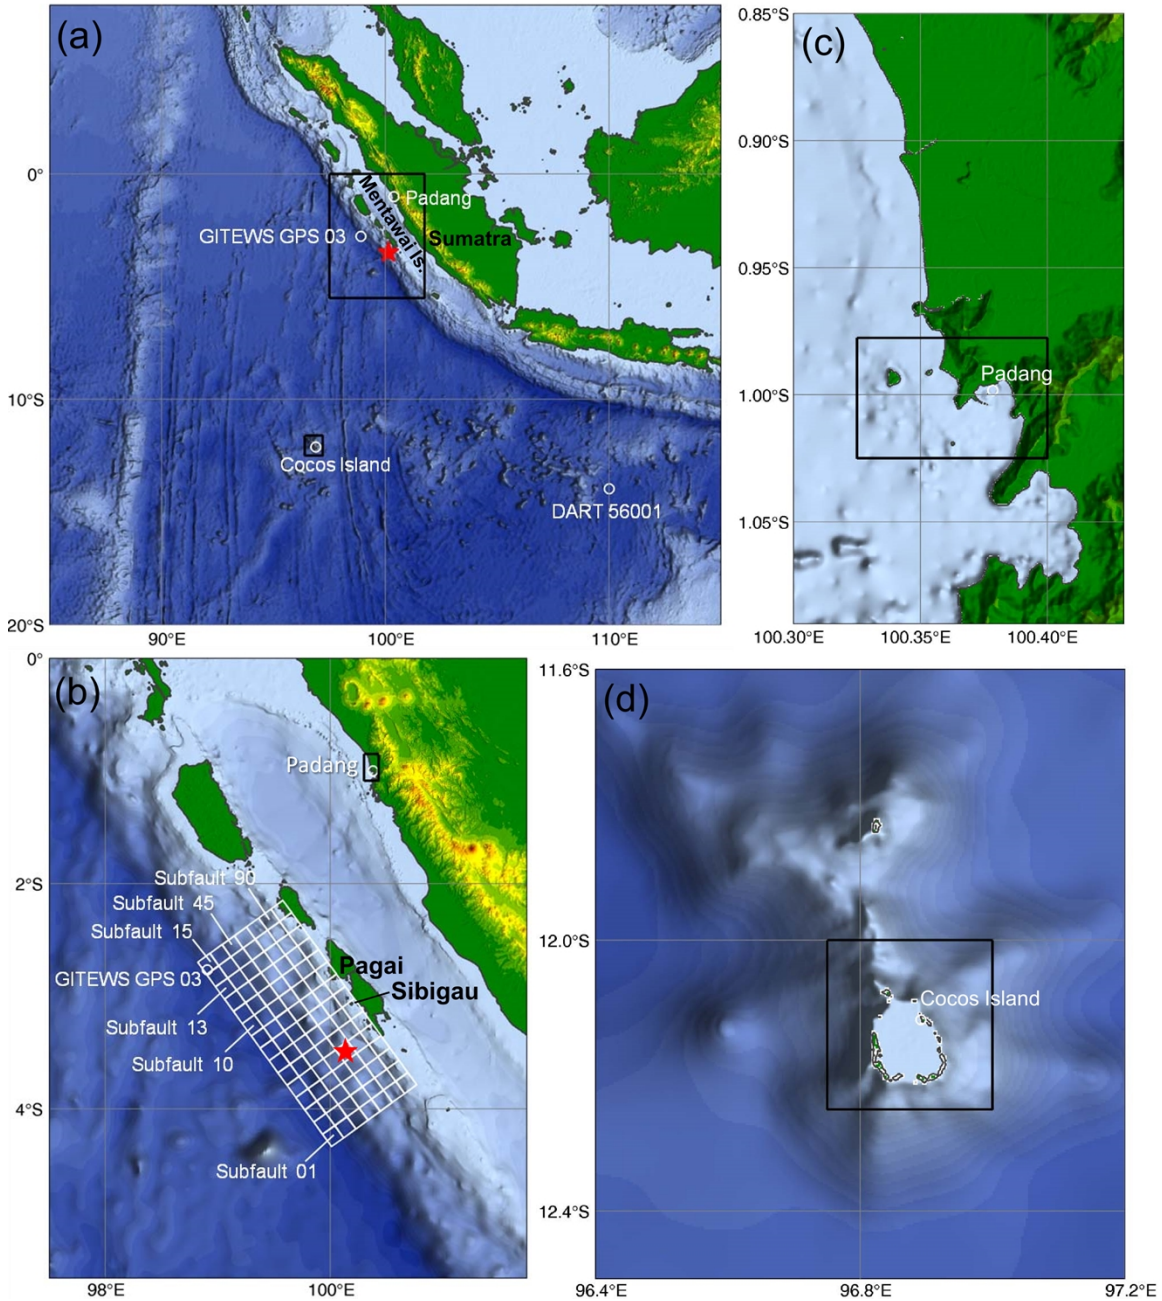 (a)
0°
10°S
20°S
90°E
100°E
110°E
Mentawai Is.
Padang
GITEWS GPS 03
Sumatra
Cocos Island
DART 56001
(c)
0.85°S
0.90°S
0.95°S
1.00°S
1.05°S
100.30°E
100.35°E
100.40°E
Padang
(b)
0°
2°S
4°S
98°E
100°E
Padang
Subfault 90
Subfault 45
Subfault 15
GITEWS GPS 03
Pagai
Sibigau
Subfault 13
Subfault 10
Subfault 01
(d)
11.6°S
12.0°S
12.4°S
96.4°E
96.8°E
97.2°E
Cocos Island